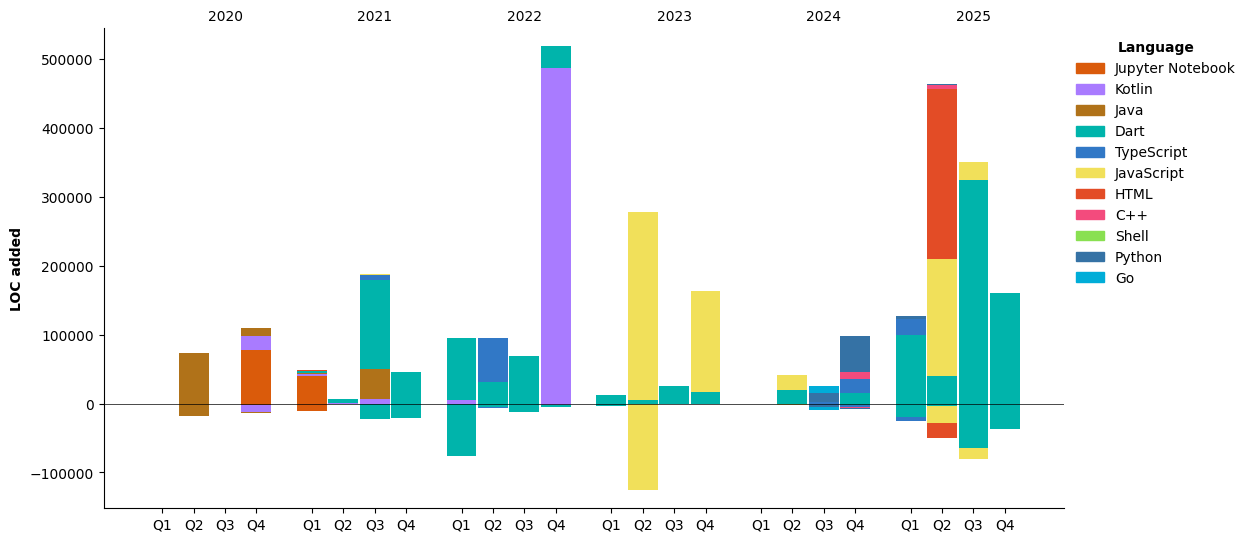 2020 2021 2022 2023 2024 2025
LOC added
500000
400000
300000
200000
100000
0
−100000
Q1 Q2 Q3 Q4 Q1 Q2 Q3 Q4 Q1 Q2 Q3 Q4 Q1 Q2 Q3 Q4 Q1 Q2 Q3 Q4 Q1 Q2 Q3 Q4
Language
Jupyter Notebook
Kotlin
Java
Dart
TypeScript
JavaScript
HTML
C++
Shell
Python
Go